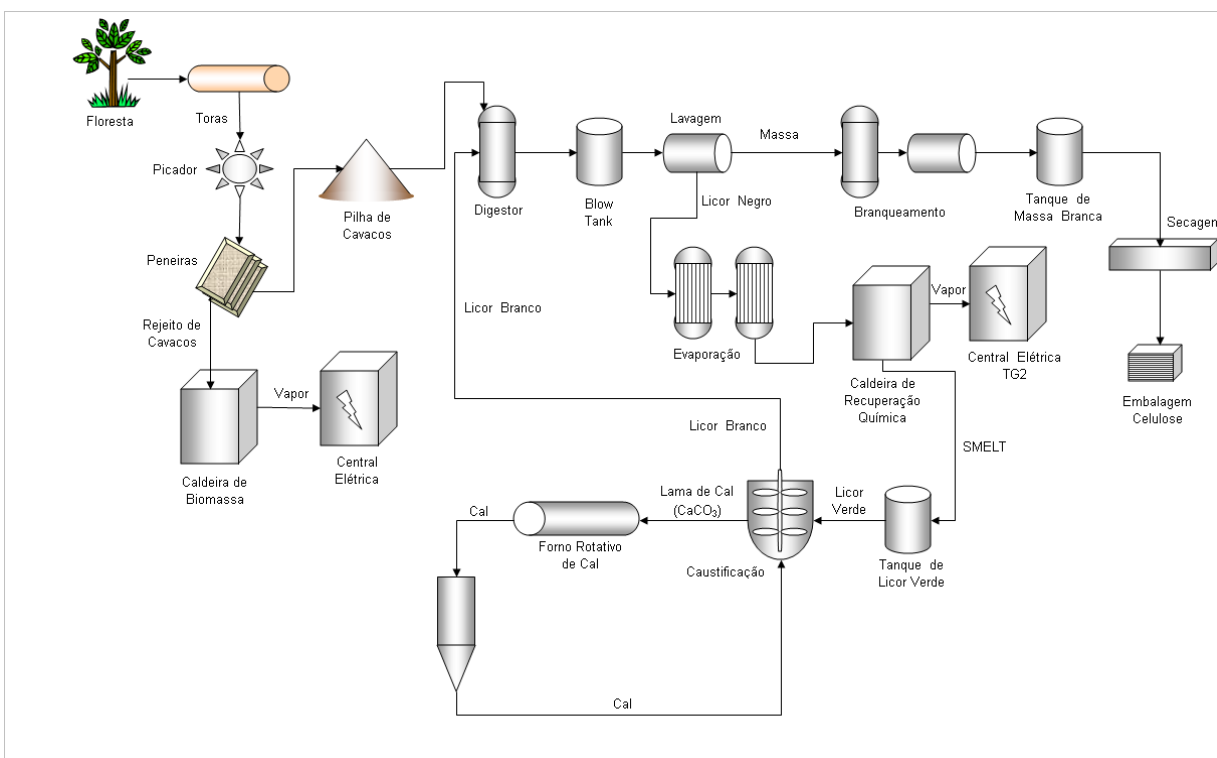 Floresta
Toras
Picador
Peneiras
Rejeito de
Cavacos
Vapor
Caldeira de
Biomassa
Central
Elétrica
Pilha de
Cavacos
Digestor
Blow
Tank
Lavagem
Massa
Licor Negro
Branqueamento
Tanque de
Massa Branca
Secagem
Embalagem
Celulose
Evaporação
Vapor
Central Elétrica
TG2
Caldeira de
Recuperação
Química
SMELT
Licor Branco
Licor Branco
Licor
Verde
Tanque de
Licor Verde
Caustificação
Lama de Cal
(CaCO₃)
Forno Rotativo
de Cal
Cal
Cal